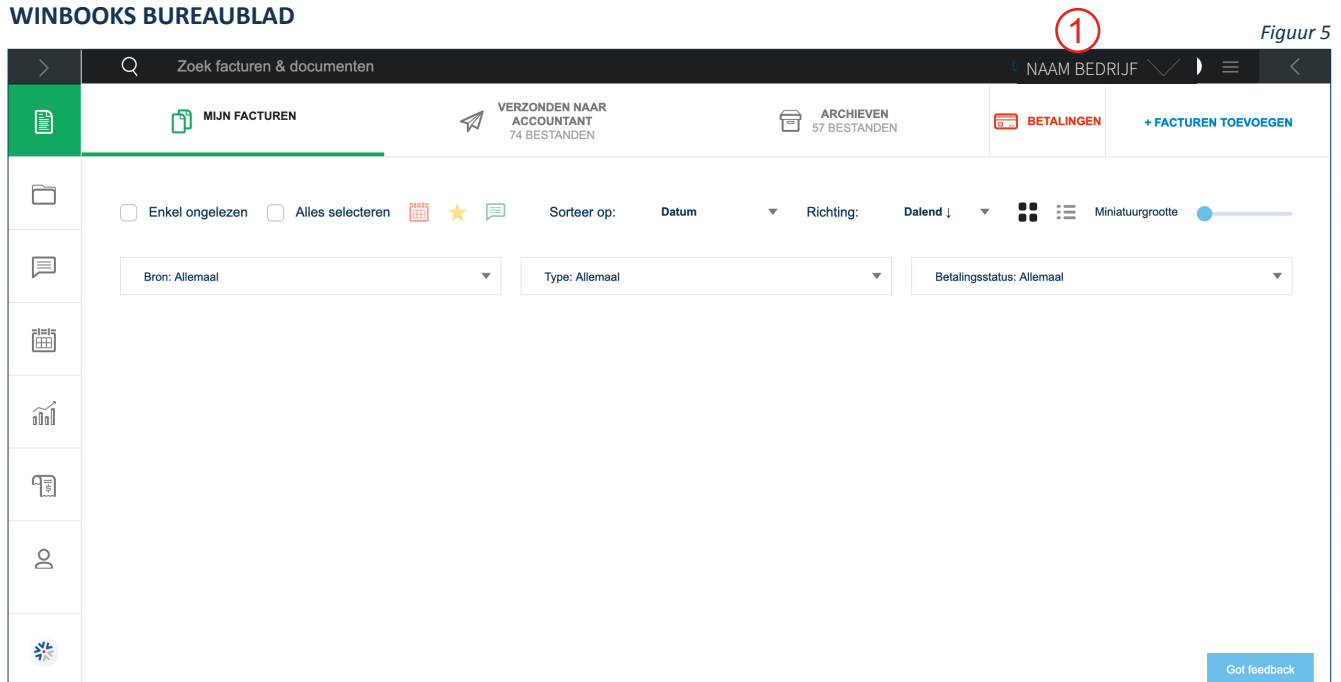 WINBOOKS BUREAUBLAD
1
Figuur 5
Zoek facturen & documenten
NAAM BEDRIJF
MIJN FACTUREN
VERZONDEN NAAR
ACCOUNTANT
74 BESTANDEN
ARCHIEVEN
57 BESTANDEN
BETALINGEN
+ FACTUREN TOEVOEGEN
Enkel ongelezen
Alles selecteren
Sorteer op:
Datum
Richting:
Dalend ↓
Miniatuurgrootte
Bron: Allemaal
Type: Allemaal
Betalingsstatus: Allemaal
Got feedback